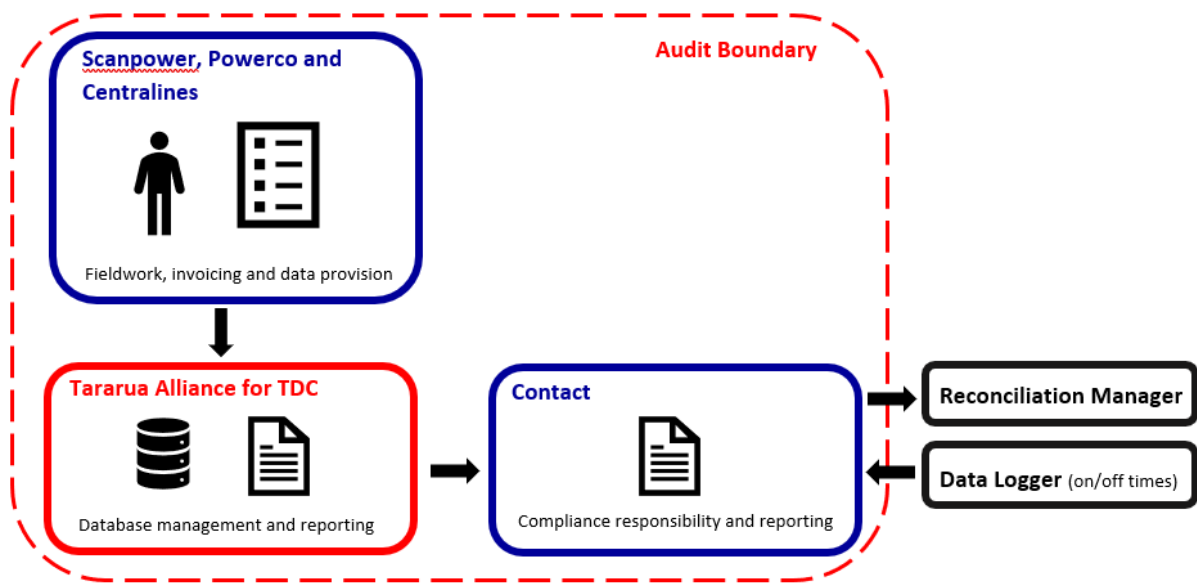 Audit Boundary
Scanpower, Powerco and
Centralines
Fieldwork, invoicing and data provision
Tararua Alliance for TDC
Database management and reporting
Contact
Compliance responsibility and reporting
Reconciliation Manager
Data Logger (on/off times)